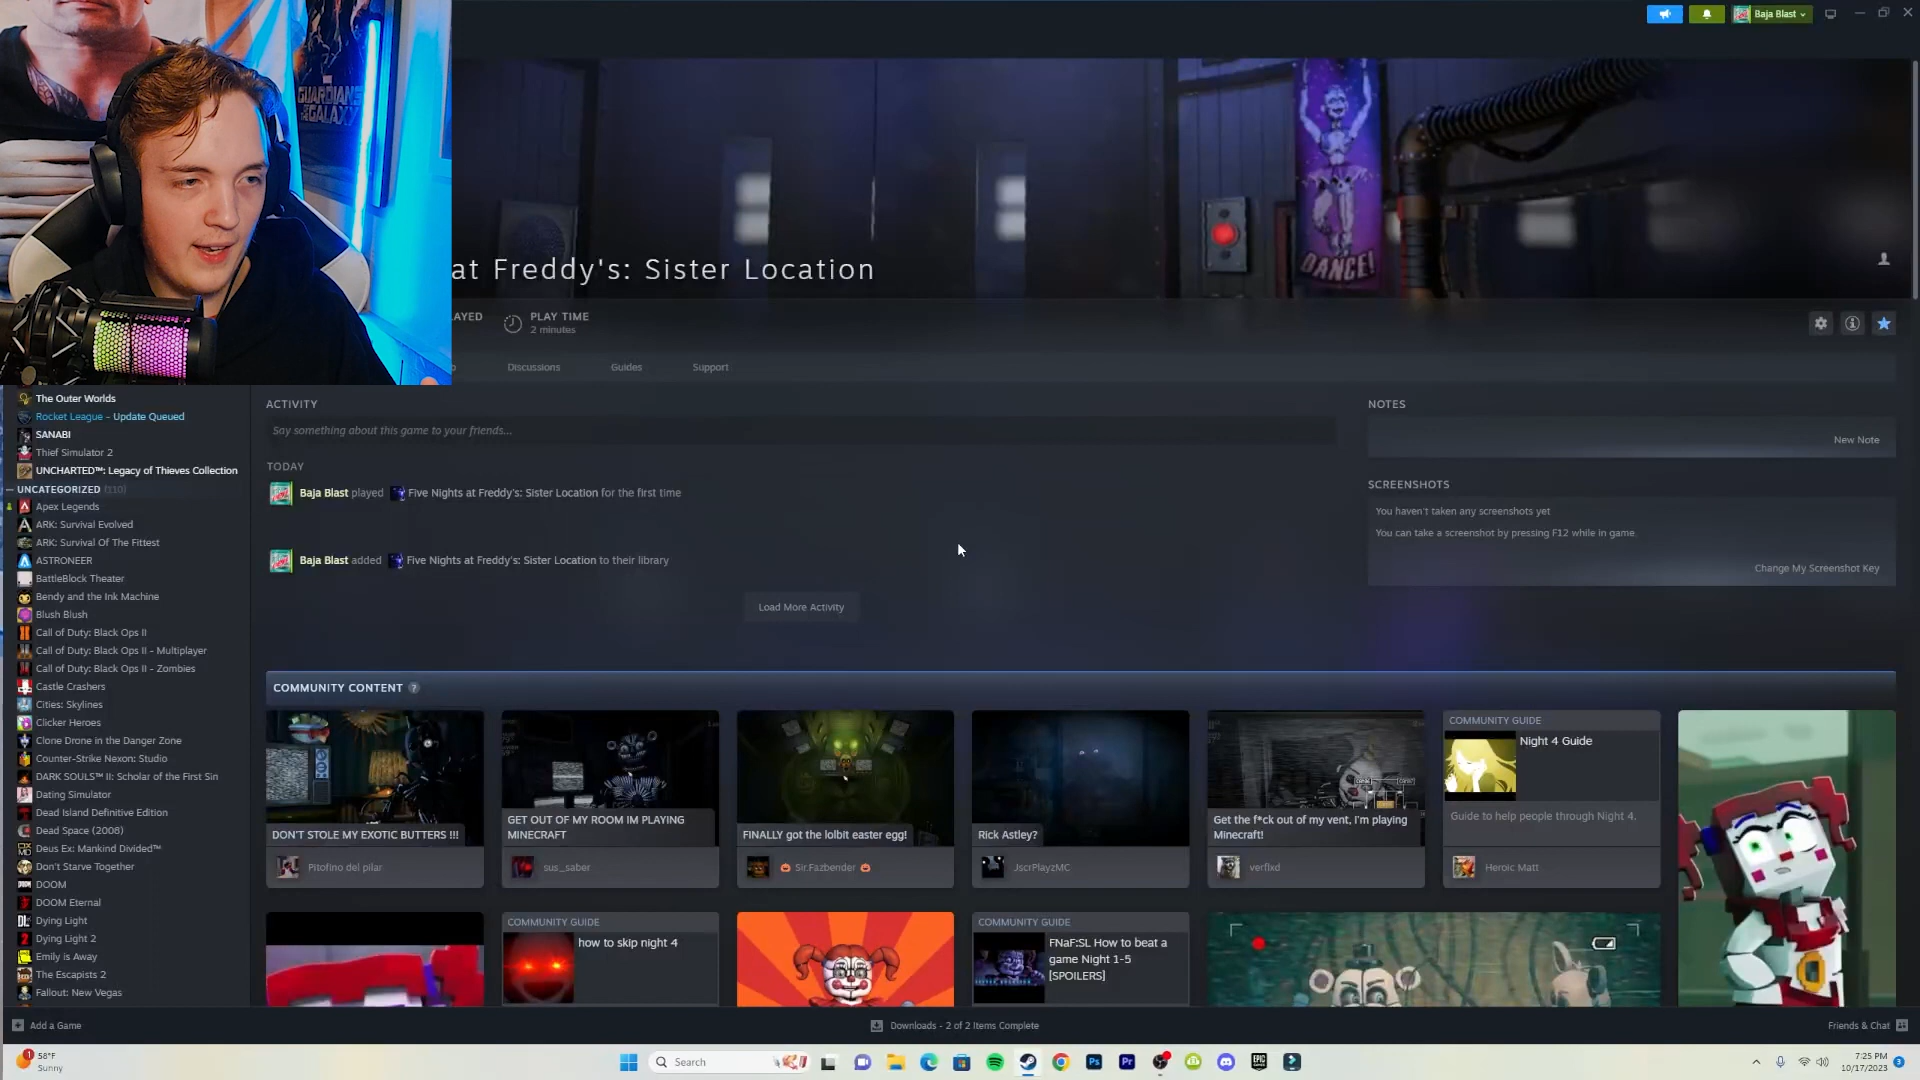 Baja Blast
GUARDIANS
OF THE GALAXY
DANCE!
at Freddy's: Sister Location
LAYED
PLAY TIME
2 minutes
Discussions
Guides
Support
The Outer Worlds
Rocket League - Update Queued
SANABI
Thief Simulator 2
UNCHARTED™: Legacy of Thieves Collection
UNCATEGORIZED (110)
Apex Legends
ARK: Survival Evolved
ARK: Survival Of The Fittest
ASTRONEER
BattleBlock Theater
Bendy and the Ink Machine
Blush Blush
Call of Duty: Black Ops II
Call of Duty: Black Ops II - Multiplayer
Call of Duty: Black Ops II - Zombies
Castle Crashers
Cities: Skylines
Clicker Heroes
Clone Drone in the Danger Zone
Counter-Strike Nexon: Studio
DARK SOULS™ II: Scholar of the First Sin
Dating Simulator
Dead Island Definitive Edition
Dead Space (2008)
Deus Ex: Mankind Divided™
Don't Starve Together
DOOM
DOOM Eternal
Dying Light
Dying Light 2
Emily is Away
The Escapists 2
Fallout: New Vegas
ACTIVITY
Say something about this game to your friends...
TODAY
Baja Blast played Five Nights at Freddy's: Sister Location for the first time
Baja Blast added Five Nights at Freddy's: Sister Location to their library
Load More Activity
NOTES
New Note
SCREENSHOTS
You haven't taken any screenshots yet
You can take a screenshot by pressing F12 while in game.
Change My Screenshot Key
COMMUNITY CONTENT ?
DON'T STOLE MY EXOTIC BUTTERS !!!
Pitofino del pilar
GET OUT OF MY ROOM IM PLAYING
MINECRAFT
sus_saber
FINALLY got the lolbit easter egg!
🎃 Sir.Fazbender 🎃
Rick Astley?
JscrPlayzMC
Get the f*ck out of my vent, I'm playing
Minecraft!
verflxd
COMMUNITY GUIDE
Night 4 Guide
Guide to help people through Night 4.
Heroic Matt
COMMUNITY GUIDE
how to skip night 4
COMMUNITY GUIDE
FNaF:SL How to beat a
game Night 1-5
[SPOILERS]
Add a Game
Downloads - 2 of 2 Items Complete
Friends & Chat
1
58°F
Sunny
Search
Ps
Pr
EPIC
7:25 PM
10/17/2023
3